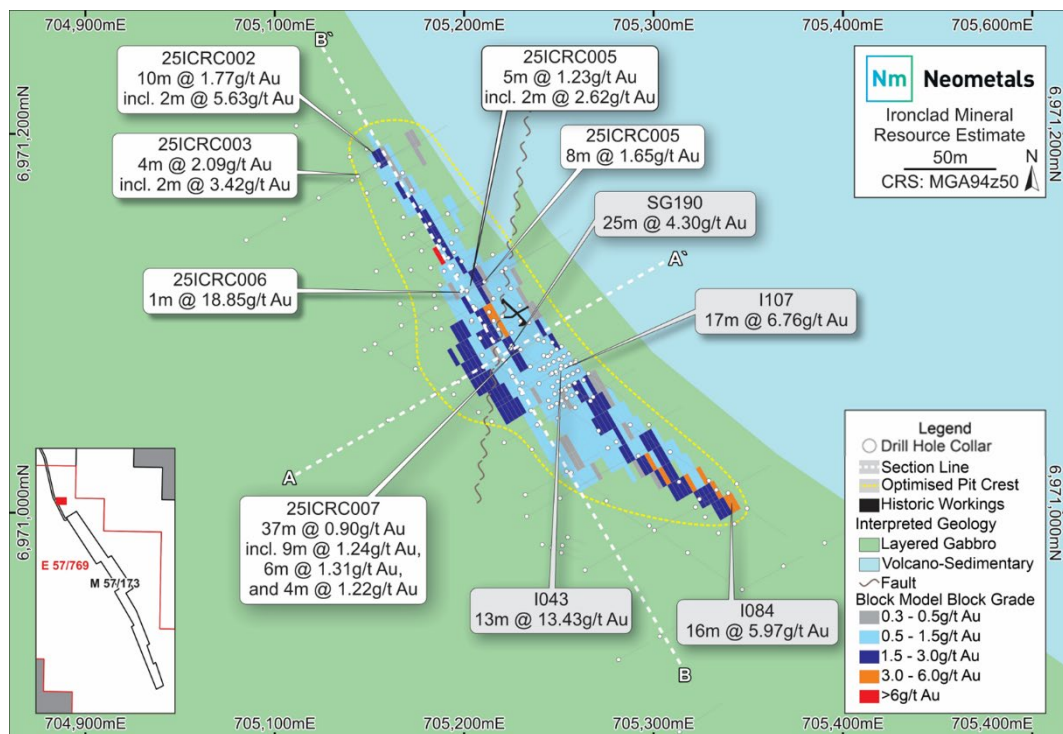 704,900mE 705,100mE 705,200mE 705,300mE 705,400mE 705,600mE
6,971,200mN
6,971,000mN
B`
25ICRC002
10m @ 1.77g/t Au
incl. 2m @ 5.63g/t Au
25ICRC005
5m @ 1.23g/t Au
incl. 2m @ 2.62g/t Au
25ICRC003
4m @ 2.09g/t Au
incl. 2m @ 3.42g/t Au
25ICRC005
8m @ 1.65g/t Au
SG190
25m @ 4.30g/t Au
A`
25ICRC006
1m @ 18.85g/t Au
I107
17m @ 6.76g/t Au
A
25ICRC007
37m @ 0.90g/t Au
incl. 9m @ 1.24g/t Au,
6m @ 1.31g/t Au,
and 4m @ 1.22g/t Au
I043
13m @ 13.43g/t Au
I084
16m @ 5.97g/t Au
B
E 57/769
M 57/173
Nm Neometals
Ironclad Mineral
Resource Estimate
50m
N
CRS: MGA94z50
Legend
Drill Hole Collar
Section Line
Optimised Pit Crest
Historic Workings
Interpreted Geology
Layered Gabbro
Volcano-Sedimentary
Fault
Block Model Block Grade
0.3 - 0.5g/t Au
0.5 - 1.5g/t Au
1.5 - 3.0g/t Au
3.0 - 6.0g/t Au
>6g/t Au
6,971,200mN
6,971,000mN
704,900mE 705,100mE 705,200mE 705,300mE 705,400mE 705,400mE